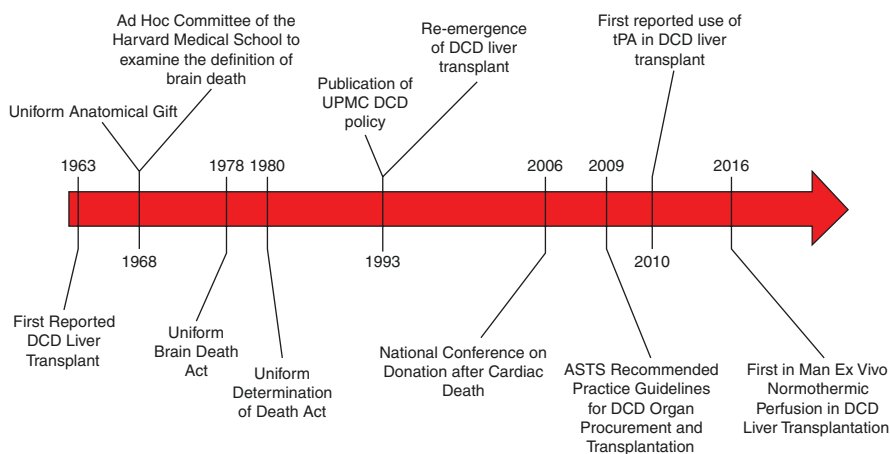 Ad Hoc Committee of the
Harvard Medical School to
examine the definition of
brain death
Uniform Anatomical Gift
Re-emergence
of DCD liver
transplant
Publication of
UPMC DCD
policy
First reported use of
tPA in DCD liver
transplant
1963
1978
1980
2006
2009
2016
1968
1993
2010
First Reported
DCD Liver
Transplant
Uniform
Brain Death
Act
Uniform
Determination
of Death Act
National Conference on
Donation after Cardiac
Death
ASTS Recommended
Practice Guidelines
for DCD Organ
Procurement and
Transplantation
First in Man Ex Vivo
Normothermic
Perfusion in DCD
Liver Transplantation